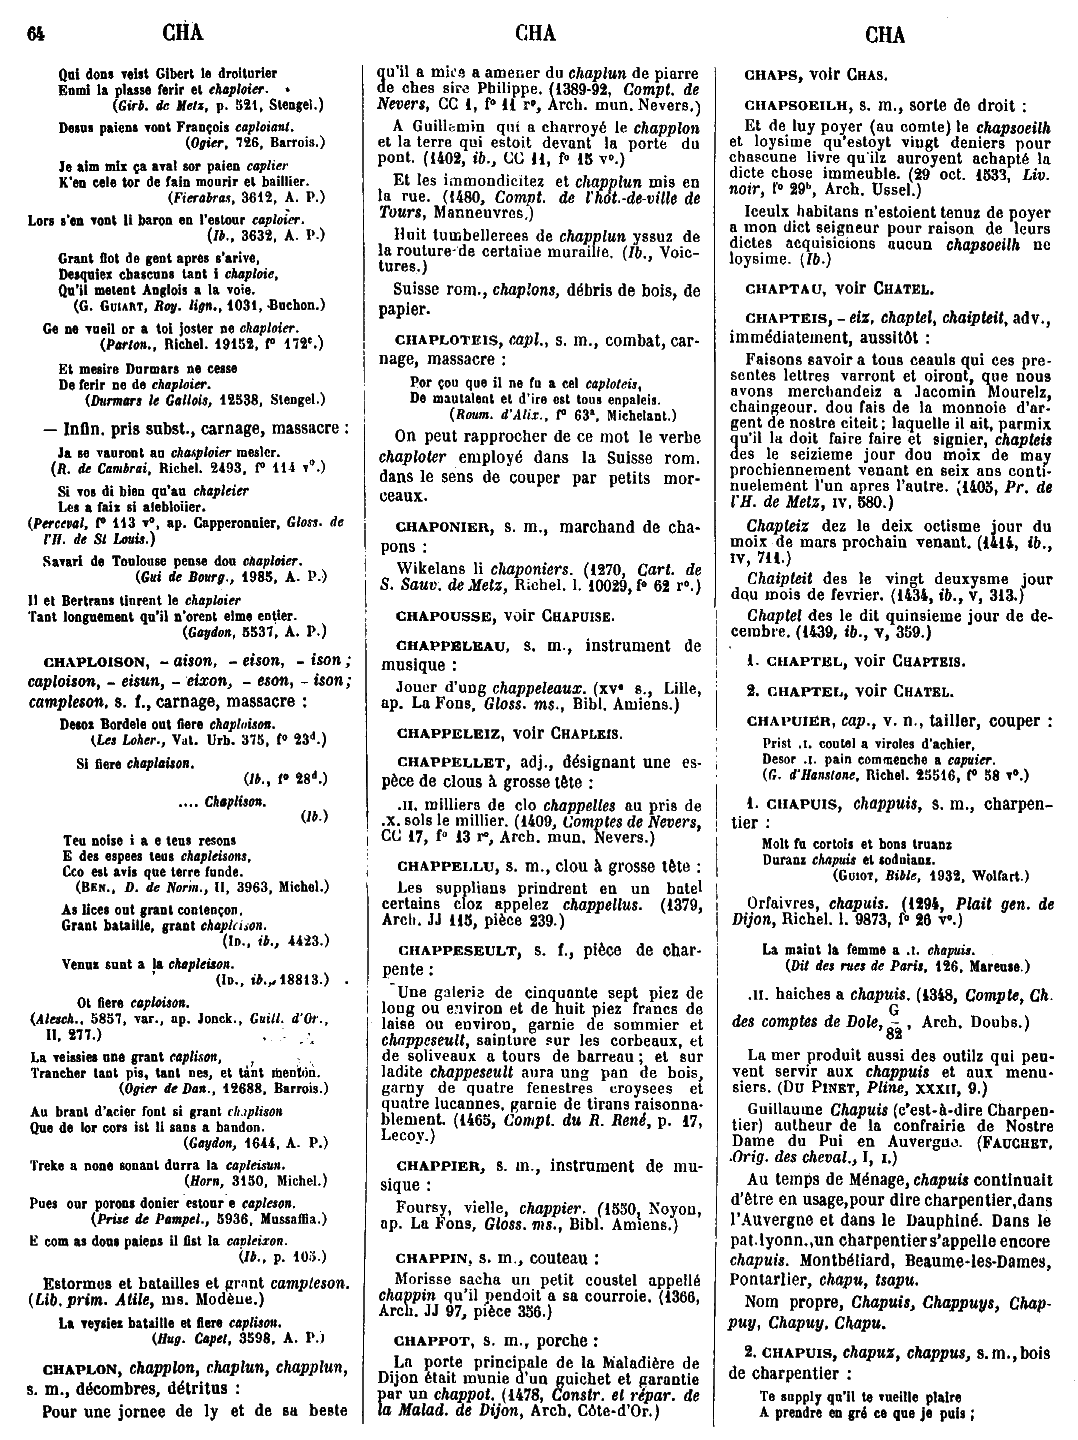 64 CHA CHA CHA
Qui dons veist Gibert le droiturier
Enmi la plasse ferir et chaploier.
(Girb. de Metz, p. 521, Stengel.)
Desus paiens vont François caploiant.
(Ogier, 726, Barrois.)
Je aim mix ça aval sor paien caplier
K'en cele tor de fain mourir et baillier.
(Fierabras, 3612, A. P.)
Lors s'en vont li baron en l'estour caploier.
(Ib., 3632, A. P.)
Grant flot de gent apres s'arive,
Desquiex chascuns tant i chaploie,
Qu'il metent Anglois a la voie.
(G. GUIART, Roy. lign., 1031, Buchon.)
Ge ne vueil or a toi joster ne chaploier.
(Parton., Richel. 19152, f° 172ᶜ.)
Et mesire Durmars ne cesse
De ferir ne de chaploier.
(Durmars le Gallois, 12538, Stengel.)
— Infin. pris subst., carnage, massacre :
Ja se vauront au chaploier mesler.
(R. de Cambrai, Richel. 2493, f° 114 v°.)
Si vos di bien qu'au chapleier
Les a faiz si afebloiier.
(Perceval, f° 113 v°, ap. Capperonnier, Gloss. de
l'H. de St Louis.)
Savari de Toulouse pense dou chaploier.
(Gui de Bourg., 1985, A. P.)
Il et Bertrans tinrent le chaploier
Tant longuement qu'il n'orent elme entier.
(Gaydon, 5537, A. P.)
CHAPLOISON, – aison, – eison, – ison ;
caploison, – eisun, – eixon, – eson, – ison;
campleson, s. f., carnage, massacre :
Desoz Bordele out fiere chaploison.
(Les Loher., Vat. Urb. 375, f° 23ᵈ.)
Si fiere chaplaison.
(Ib., f° 28ᵈ.)
.... Chaplison.
(Ib.)
Teu noise i a e teus resons
E des espees teus chapleisons,
Cco est avis que terre funde.
(BEN., D. de Norm., II, 3963, Michel.)
As lices out grant contençon,
Grant bataille, grant chapleison.
(ID., ib., 4423.)
Venuz sunt a la chapleison.
(ID., ib., 18813.)
Ot fiere caploison.
(Alesch., 5857, var., ap. Jonck., Guill. d'Or.,
II, 277.)
La veissies une grant caplison,
Trancher tant pis, tant nes, et tant menton.
(Ogier de Dan., 12688, Barrois.)
Au brant d'acier font si grant chaplison
Que de lor cors ist li sans a bandon.
(Gaydon, 1644, A. P.)
Treke a none sonant durra la capleisun.
(Horn, 3150, Michel.)
Pues our porons donier estour e capleson.
(Prise de Pampel., 5936, Mussafia.)
E com as dous paiens il fist la capleixon.
(Ib., p. 105.)
Estormus et batailles et grant campleson.
(Lib. prim. Atile, ms. Modène.)
La veysiez bataille et fiere caplison.
(Hug. Capet, 3598, A. P.)
CHAPLON, chapplon, chaplun, chapplun,
s. m., décombres, détritus :
Pour une jornee de ly et de sa beste
qu'il a mise a amener du chaplun de piarre
de ches sire Philippe. (1389-92, Compt. de
Nevers, CC 1, f° 11 r°, Arch. mun. Nevers.)
A Guillemin qui a charroyé le chapplon
et la terre qui estoit devant la porte du
pont. (1402, ib., CC 11, f° 15 v°.)
Et les immondicitez et chapplun mis en
la rue. (1480, Compt. de l'hôt.-de-ville de
Tours, Manneuvres.)
Huit tumbellerees de chapplun yssuz de
la routure de certaine muraille. (Ib., Voic-
tures.)
Suisse rom., chaplons, débris de bois, de
papier.
CHAPLOTEIS, capl., s. m., combat, car-
nage, massacre :
Por çou que il ne fu a cel caploteis,
De mautalent et d'ire est tous enpaleis.
(Roum. d'Alix., f° 63ᵃ, Michelant.)
On peut rapprocher de ce mot le verbe
chaploter employé dans la Suisse rom.
dans le sens de couper par petits mor-
ceaux.
CHAPONIER, s. m., marchand de cha-
pons :
Wikelans li chaponiers. (1270, Cart. de
S. Sauv. de Metz, Richel. l. 10029, f° 62 r°.)
CHAPOUSSE, voir CHAPUISE.
CHAPPELEAU, s. m., instrument de
musique :
Jouer d'ung chappeleaux. (XVᵉ s., Lille,
ap. La Fons, Gloss. ms., Bibl. Amiens.)
CHAPPELEIZ, voir CHAPLEIS.
CHAPPELLET, adj., désignant une es-
pèce de clous à grosse tête :
.II. milliers de clo chappelles au pris de
.X. sols le millier. (1409, Comptes de Nevers,
CC 17, f° 13 r°, Arch. mun. Nevers.)
CHAPPELLU, s. m., clou à grosse tête :
Les supplians prindrent en un batel
certains cloz appelez chappellus. (1379,
Arch. JJ 115, pièce 239.)
CHAPPESEULT, s. f., pièce de char-
pente :
Une galerie de cinquante sept piez de
long ou environ et de huit piez francs de
laise ou environ, garnie de sommier et
chappeseult, sainture sur les corbeaux, et
de soliveaux a tours de barreau ; et sur
ladite chappeseult aura ung pan de bois,
garny de quatre fenestres croysees et
quatre lucannes, garnie de tirans raisonna-
blement. (1465, Compt. du R. René, p. 17,
Lecoy.)
CHAPPIER, s. m., instrument de mu-
sique :
Foursy, vielle, chappier. (1550, Noyon,
ap. La Fons, Gloss. ms., Bibl. Amiens.)
CHAPPIN, s. m., couteau :
Morisse sacha un petit coustel appellé
chappin qu'il pendoit a sa courroie. (1366,
Arch. JJ 97, pièce 356.)
CHAPPOT, s. m., porche :
La porte principale de la Maladière de
Dijon était munie d'un guichet et garantie
par un chappot. (1478, Constr. et répar. de
la Malad. de Dijon, Arch. Côte-d'Or.)
CHAPS, voir CHAS.
CHAPSOEILH, s. m., sorte de droit :
Et de luy poyer (au comte) le chapsoeilh
et loysime qu'estoyt vingt deniers pour
chascune livre qu'ilz auroyent achapté la
dicte chose immeuble. (29 oct. 1533, Liv.
noir, f° 29ᵇ, Arch. Ussel.)
Iceulx habitans n'estoient tenuz de poyer
a mon dict seigneur pour raison de leurs
dictes acquisicions aucun chapsoeilh ne
loysime. (Ib.)
CHAPTAU, voir CHATEL.
CHAPTEIS, – eiz, chaptel, chaipteit, adv.,
immédiatement, aussitôt :
Faisons savoir a tous ceauls qui ces pre-
sentes lettres varront et oiront, que nous
avons merchandeiz a Jacomin Mourelz,
chaingeour. dou fais de la monnoie d'ar-
gent de nostre citeit ; laquelle il ait, parmix
qu'il la doit faire faire et signier, chapteis
des le seizieme jour dou moix de may
prochiennement venant en seix ans conti-
nuelement l'un apres l'autre. (1405, Pr. de
l'H. de Metz, IV, 580.)
Chapteiz dez le deix octisme jour du
moix de mars prochain venant. (1414, ib.,
IV, 711.)
Chaipteit des le vingt deuxysme jour
dou mois de fevrier. (1434, ib., V, 313.)
Chaptel des le dit quinsieme jour de de-
cembre. (1439, ib., V, 359.)
1. CHAPTEL, voir CHAPTEIS.
2. CHAPTEL, voir CHATEL.
CHAPUIER, cap., v. n., tailler, couper :
Prist .I. coutel a viroles d'achier,
Desor .I. pain commenche a capuier.
(G. d'Hanstone, Richel. 25516, f° 58 v°.)
1. CHAPUIS, chappuis, s. m., charpen-
tier :
Molt fu cortois et bons truanz
Duranz chapuis et sodnianz.
(GUIOT, Bible, 1932, Wolfart.)
Orfaivres, chapuis. (1294, Plait gen. de
Dijon, Richel. l. 9873, f° 26 v°.)
La maint la femme a .I. chapuis.
(Dit des rues de Paris, 126, Mareuse.)
.II. haiches a chapuis. (1348, Compte, Ch.
des comptes de Dole, G/82, Arch. Doubs.)
La mer produit aussi des outilz qui peu-
vent servir aux chappuis et aux menu-
siers. (DU PINET, Pline, XXXII, 9.)
Guillaume Chapuis (c'est-à-dire Charpen-
tier) autheur de la confrairie de Nostre
Dame du Pui en Auvergne. (FAUCHET,
Orig. des cheval., I, I.)
Au temps de Ménage, chapuis continuait
d'être en usage, pour dire charpentier, dans
l'Auvergne et dans le Dauphiné. Dans le
pat. lyonn., un charpentier s'appelle encore
chapuis. Montbéliard, Beaume-les-Dames,
Pontarlier, chapu, tsapu.
Nom propre, Chapuis, Chappuys, Chap-
puy, Chapuy, Chapu.
2. CHAPUIS, chapuz, chappus, s. m., bois
de charpentier :
Te supply qu'il te vueille plaire
A prendre en gré ce que je puis ;